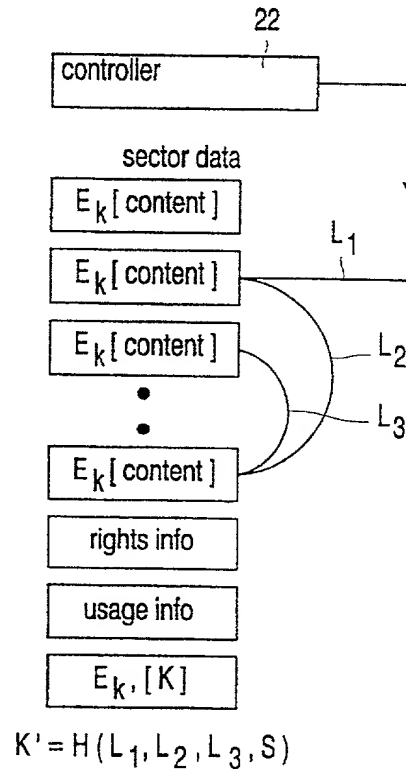 22
controller
sector data
E_k [ content ]
E_k [ content ]
L_1
E_k [ content ]
L_2
L_3
E_k [ content ]
rights info
usage info
E_k, [ K ]
K' = H ( L_1, L_2, L_3, S )